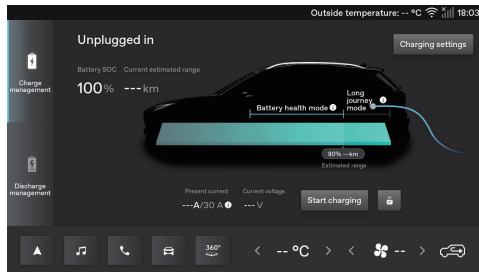 Outside temperature: -- °C 18:03
Unplugged in
Charging settings
Battery SOC Current estimated range
100% ---km
Charge
management
Long
journey
mode
Battery health mode
80% ---km
Estimated range
Discharge
management
Present current Current voltage
---A/30 A --- V
Start charging
360°
< -- °C > < -- >